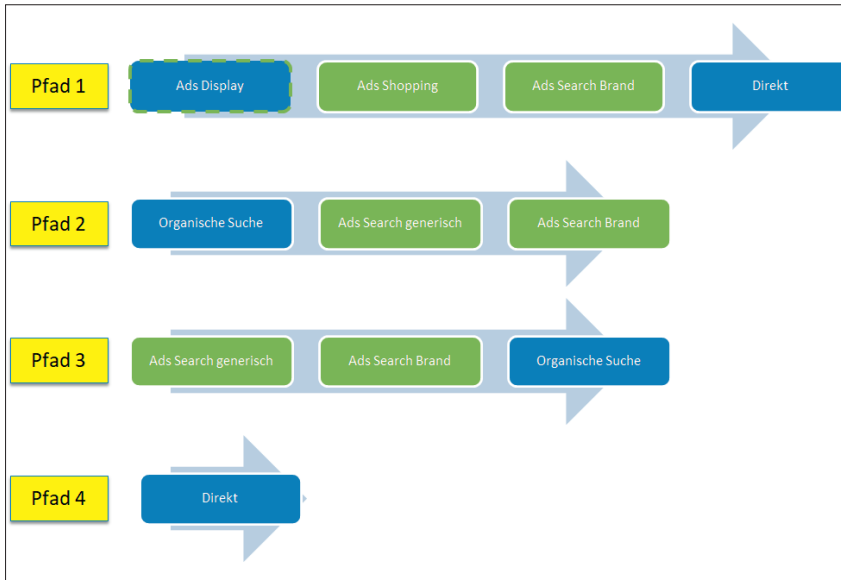 Pfad 1
Ads Display
Ads Shopping
Ads Search Brand
Direkt
Pfad 2
Organische Suche
Ads Search generisch
Ads Search Brand
Pfad 3
Ads Search generisch
Ads Search Brand
Organische Suche
Pfad 4
Direkt